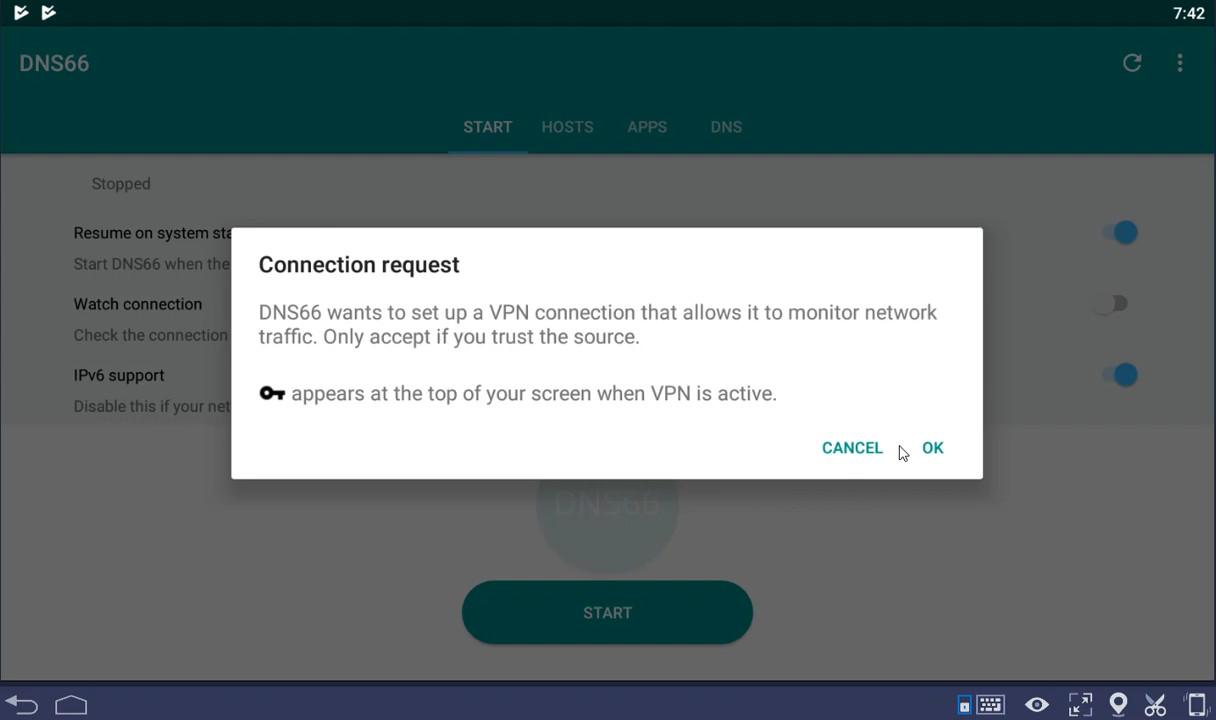 7:42
DNS66
START HOSTS APPS DNS
Stopped
Resume on system sta
Start DNS66 when the
Watch connection
Check the connection
IPv6 support
Disable this if your net
Connection request
DNS66 wants to set up a VPN connection that allows it to monitor network
traffic. Only accept if you trust the source.
appears at the top of your screen when VPN is active.
CANCEL OK
DNS66
START